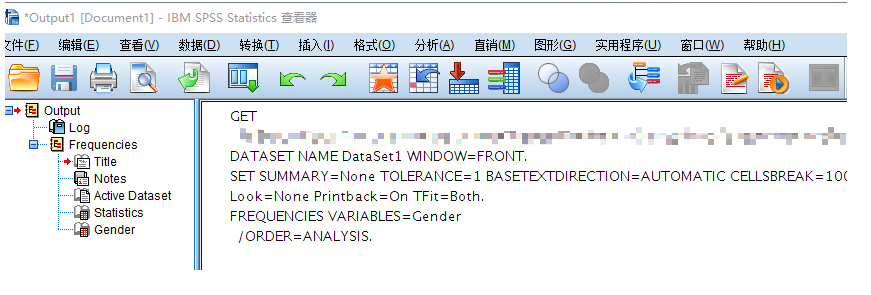 *Output1 [Document1] - IBM SPSS Statistics 查看器
文件(F) 编辑(E) 查看(V) 数据(D) 转换(T) 插入(I) 格式(O) 分析(A) 直销(M) 图形(G) 实用程序(U) 窗口(W) 帮助(H)
Output
Log
Frequencies
Title
Notes
Active Dataset
Statistics
Gender
GET
DATASET NAME DataSet1 WINDOW=FRONT.
SET SUMMARY=None TOLERANCE=1 BASETEXTDIRECTION=AUTOMATIC CELLSBREAK=100
Look=None Printback=On TFit=Both.
FREQUENCIES VARIABLES=Gender
/ORDER=ANALYSIS.